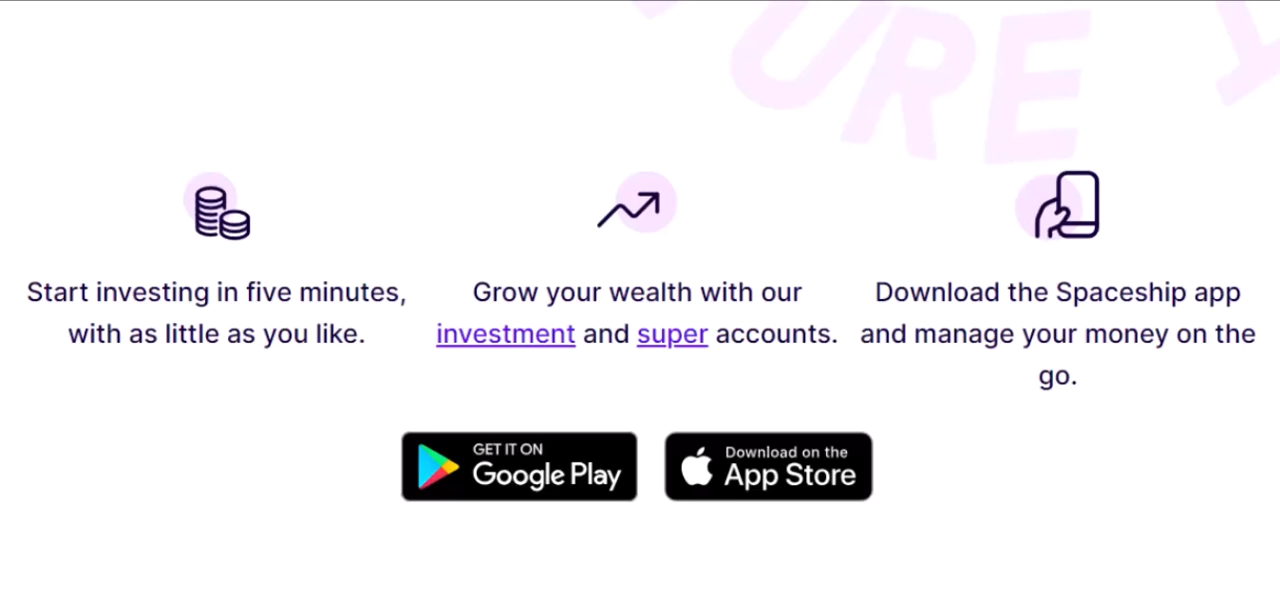 URE
Start investing in five minutes,
with as little as you like.
Grow your wealth with our
investment and super accounts.
Download the Spaceship app
and manage your money on the
go.
GET IT ON
Google Play
Download on the
App Store